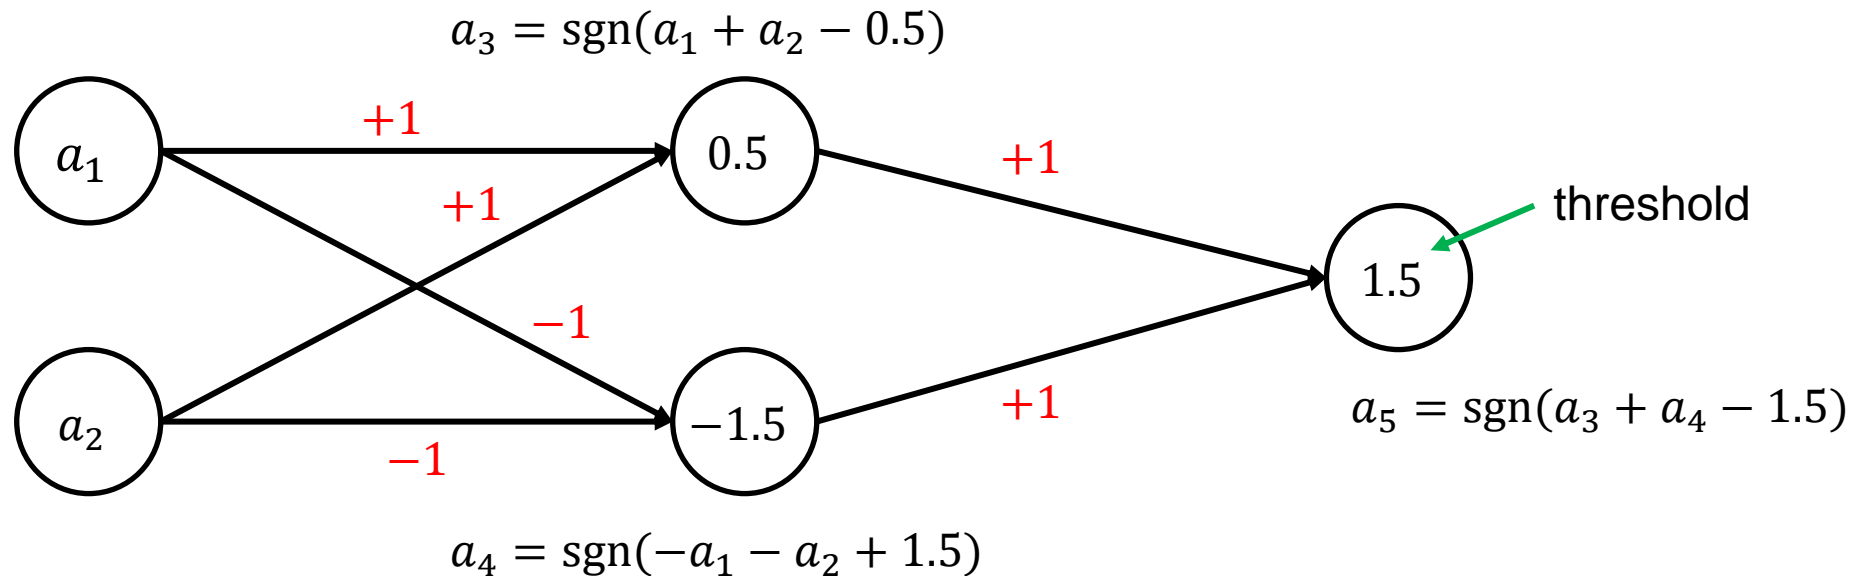 a₃ = sgn(a₁ + a₂ − 0.5)
+1
a₁
0.5
+1
+1
threshold
1.5
−1
a₂
−1.5
−1
+1
a₅ = sgn(a₃ + a₄ − 1.5)
a₄ = sgn(−a₁ − a₂ + 1.5)